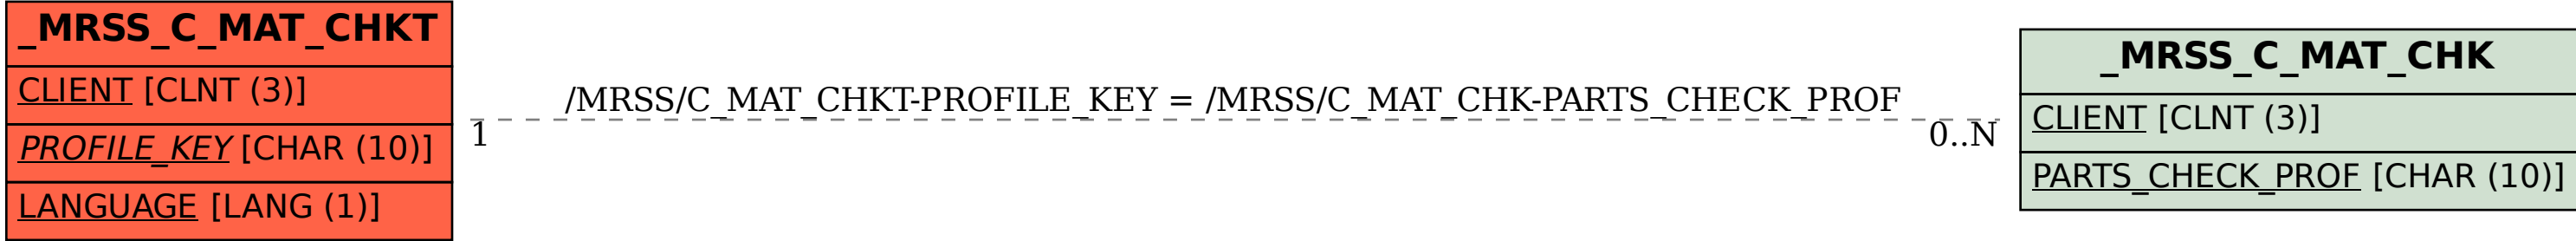 _MRSS_C_MAT_CHKT
CLIENT [CLNT (3)]
PROFILE_KEY [CHAR (10)]
LANGUAGE [LANG (1)]
/MRSS/C_MAT_CHKT-PROFILE_KEY = /MRSS/C_MAT_CHK-PARTS_CHECK_PROF
1
0..N
_MRSS_C_MAT_CHK
CLIENT [CLNT (3)]
PARTS_CHECK_PROF [CHAR (10)]